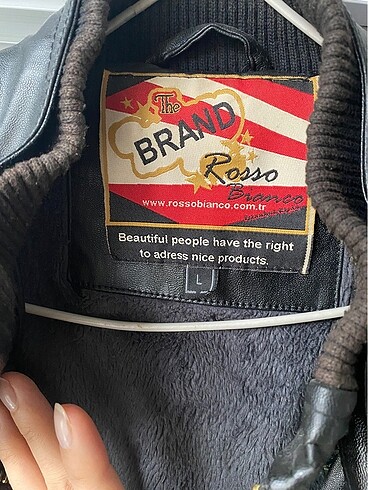 The
BRAND
Rosso
Bianco
www.rossobianco.com.tr
Beautiful people have the right
to adress nice products.
L